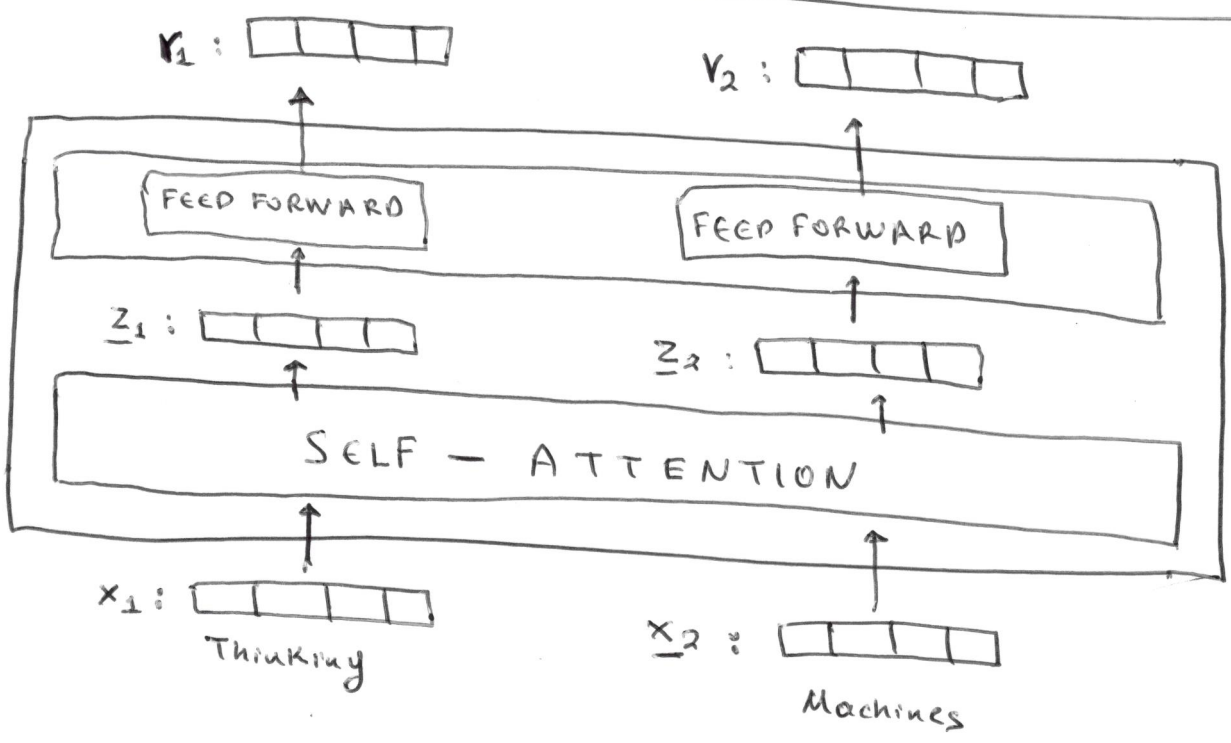 r₁ :
r₂ :
FEED FORWARD
FEED FORWARD
z₁ :
z₂ :
SELF - ATTENTION
x₁ :
Thinking
x₂ :
Machines